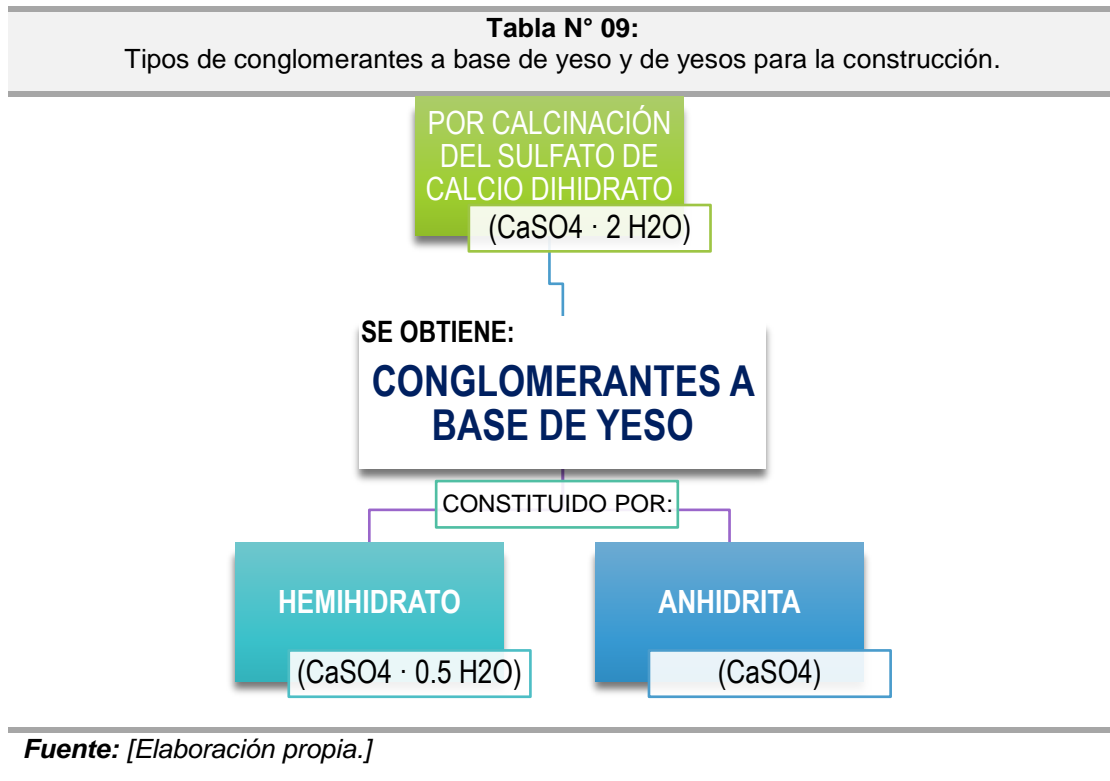 Tabla N° 09:
Tipos de conglomerantes a base de yeso y de yesos para la construcción.
POR CALCINACIÓN
DEL SULFATO DE
CALCIO DIHIDRATO
(CaSO4 · 2 H2O)
SE OBTIENE:
CONGLOMERANTES A
BASE DE YESO
CONSTITUIDO POR:
HEMIHIDRATO
(CaSO4 · 0.5 H2O)
ANHIDRITA
(CaSO4)
Fuente: [Elaboración propia.]